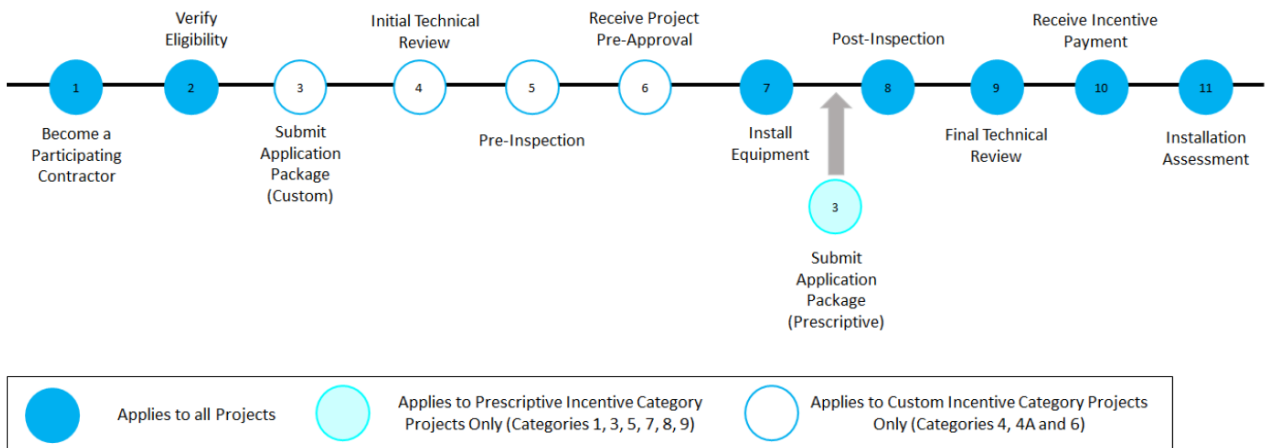 Verify
Eligibility
Initial Technical
Review
Receive Project
Pre-Approval
Post-Inspection
Receive Incentive
Payment
1
2
3
4
5
6
7
8
9
10
11
Become a
Participating
Contractor
Submit
Application
Package
(Custom)
Pre-Inspection
Install
Equipment
Final Technical
Review
Installation
Assessment
3
Submit
Application
Package
(Prescriptive)
Applies to all Projects
Applies to Prescriptive Incentive Category
Projects Only (Categories 1, 3, 5, 7, 8, 9)
Applies to Custom Incentive Category Projects
Only (Categories 4, 4A and 6)